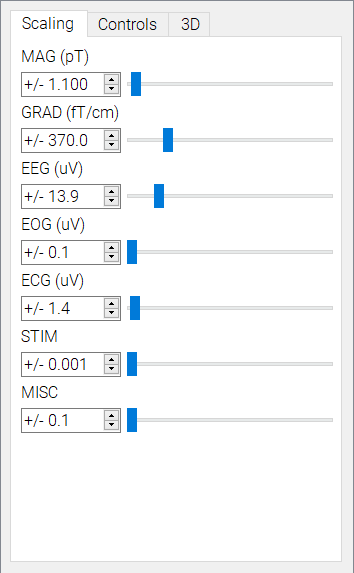 Scaling Controls 3D
MAG (pT)
+/- 1.100
GRAD (fT/cm)
+/- 370.0
EEG (uV)
+/- 13.9
EOG (uV)
+/- 0.1
ECG (uV)
+/- 1.4
STIM
+/- 0.001
MISC
+/- 0.1